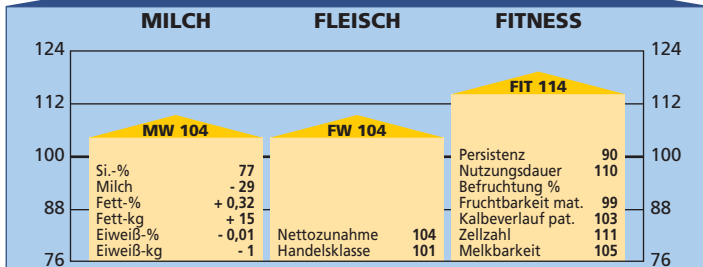 MILCH FLEISCH FITNESS
124 124
FIT 114
112 112
MW 104 FW 104
100 100
Persistenz 90
Si.-% 77 Nutzungsdauer 110
Milch - 29 Befruchtung %
Fett-% + 0,32 Fruchtbarkeit mat. 99
88 88
Fett-kg + 15 Kalbeverlauf pat. 103
Eiweiß-% - 0,01 Nettozunahme 104 Zellzahl 111
Eiweiß-kg - 1 Handelsklasse 101 Melkbarkeit 105
76 76